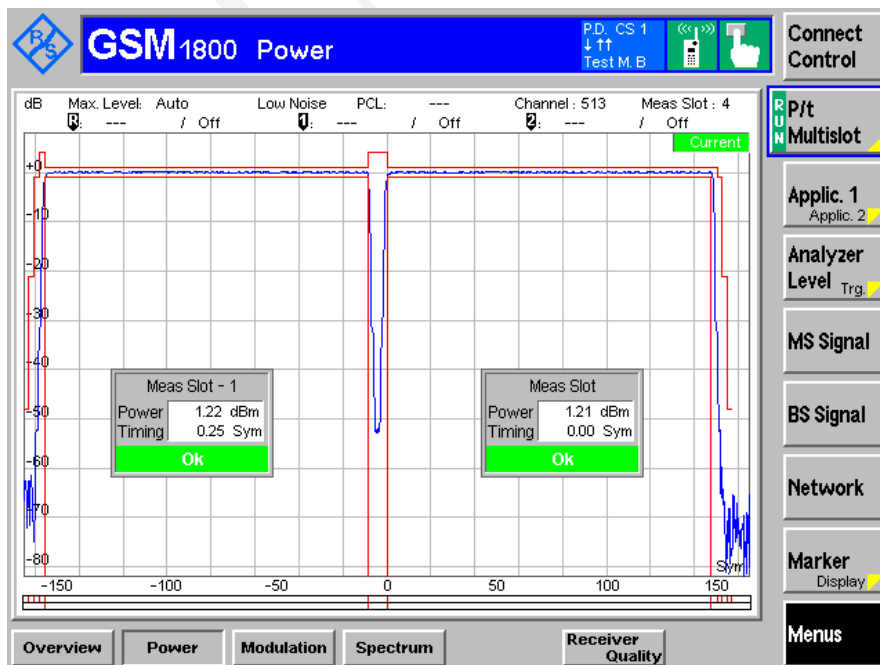 R/S
GSM 1800 Power
P.D. CS 1
↓ ↑↑
Test M. B
Connect
Control
dB Max. Level: Auto Low Noise PCL: --- Channel : 513 Meas Slot : 4
R: --- / Off 1: --- / Off 2: --- / Off
Current
RUN
P/t
Multislot
Applic. 1
Applic. 2
Analyzer
Level Trg.
MS Signal
BS Signal
Network
Marker
Display
Menus
+0
-10
-20
-30
-40
-50
-60
-70
-80
Meas Slot - 1
Power 1.22 dBm
Timing 0.25 Sym
Ok
Meas Slot
Power 1.21 dBm
Timing 0.00 Sym
Ok
Sym
-150 -100 -50 0 50 100 150
Overview Power Modulation Spectrum Receiver
Quality